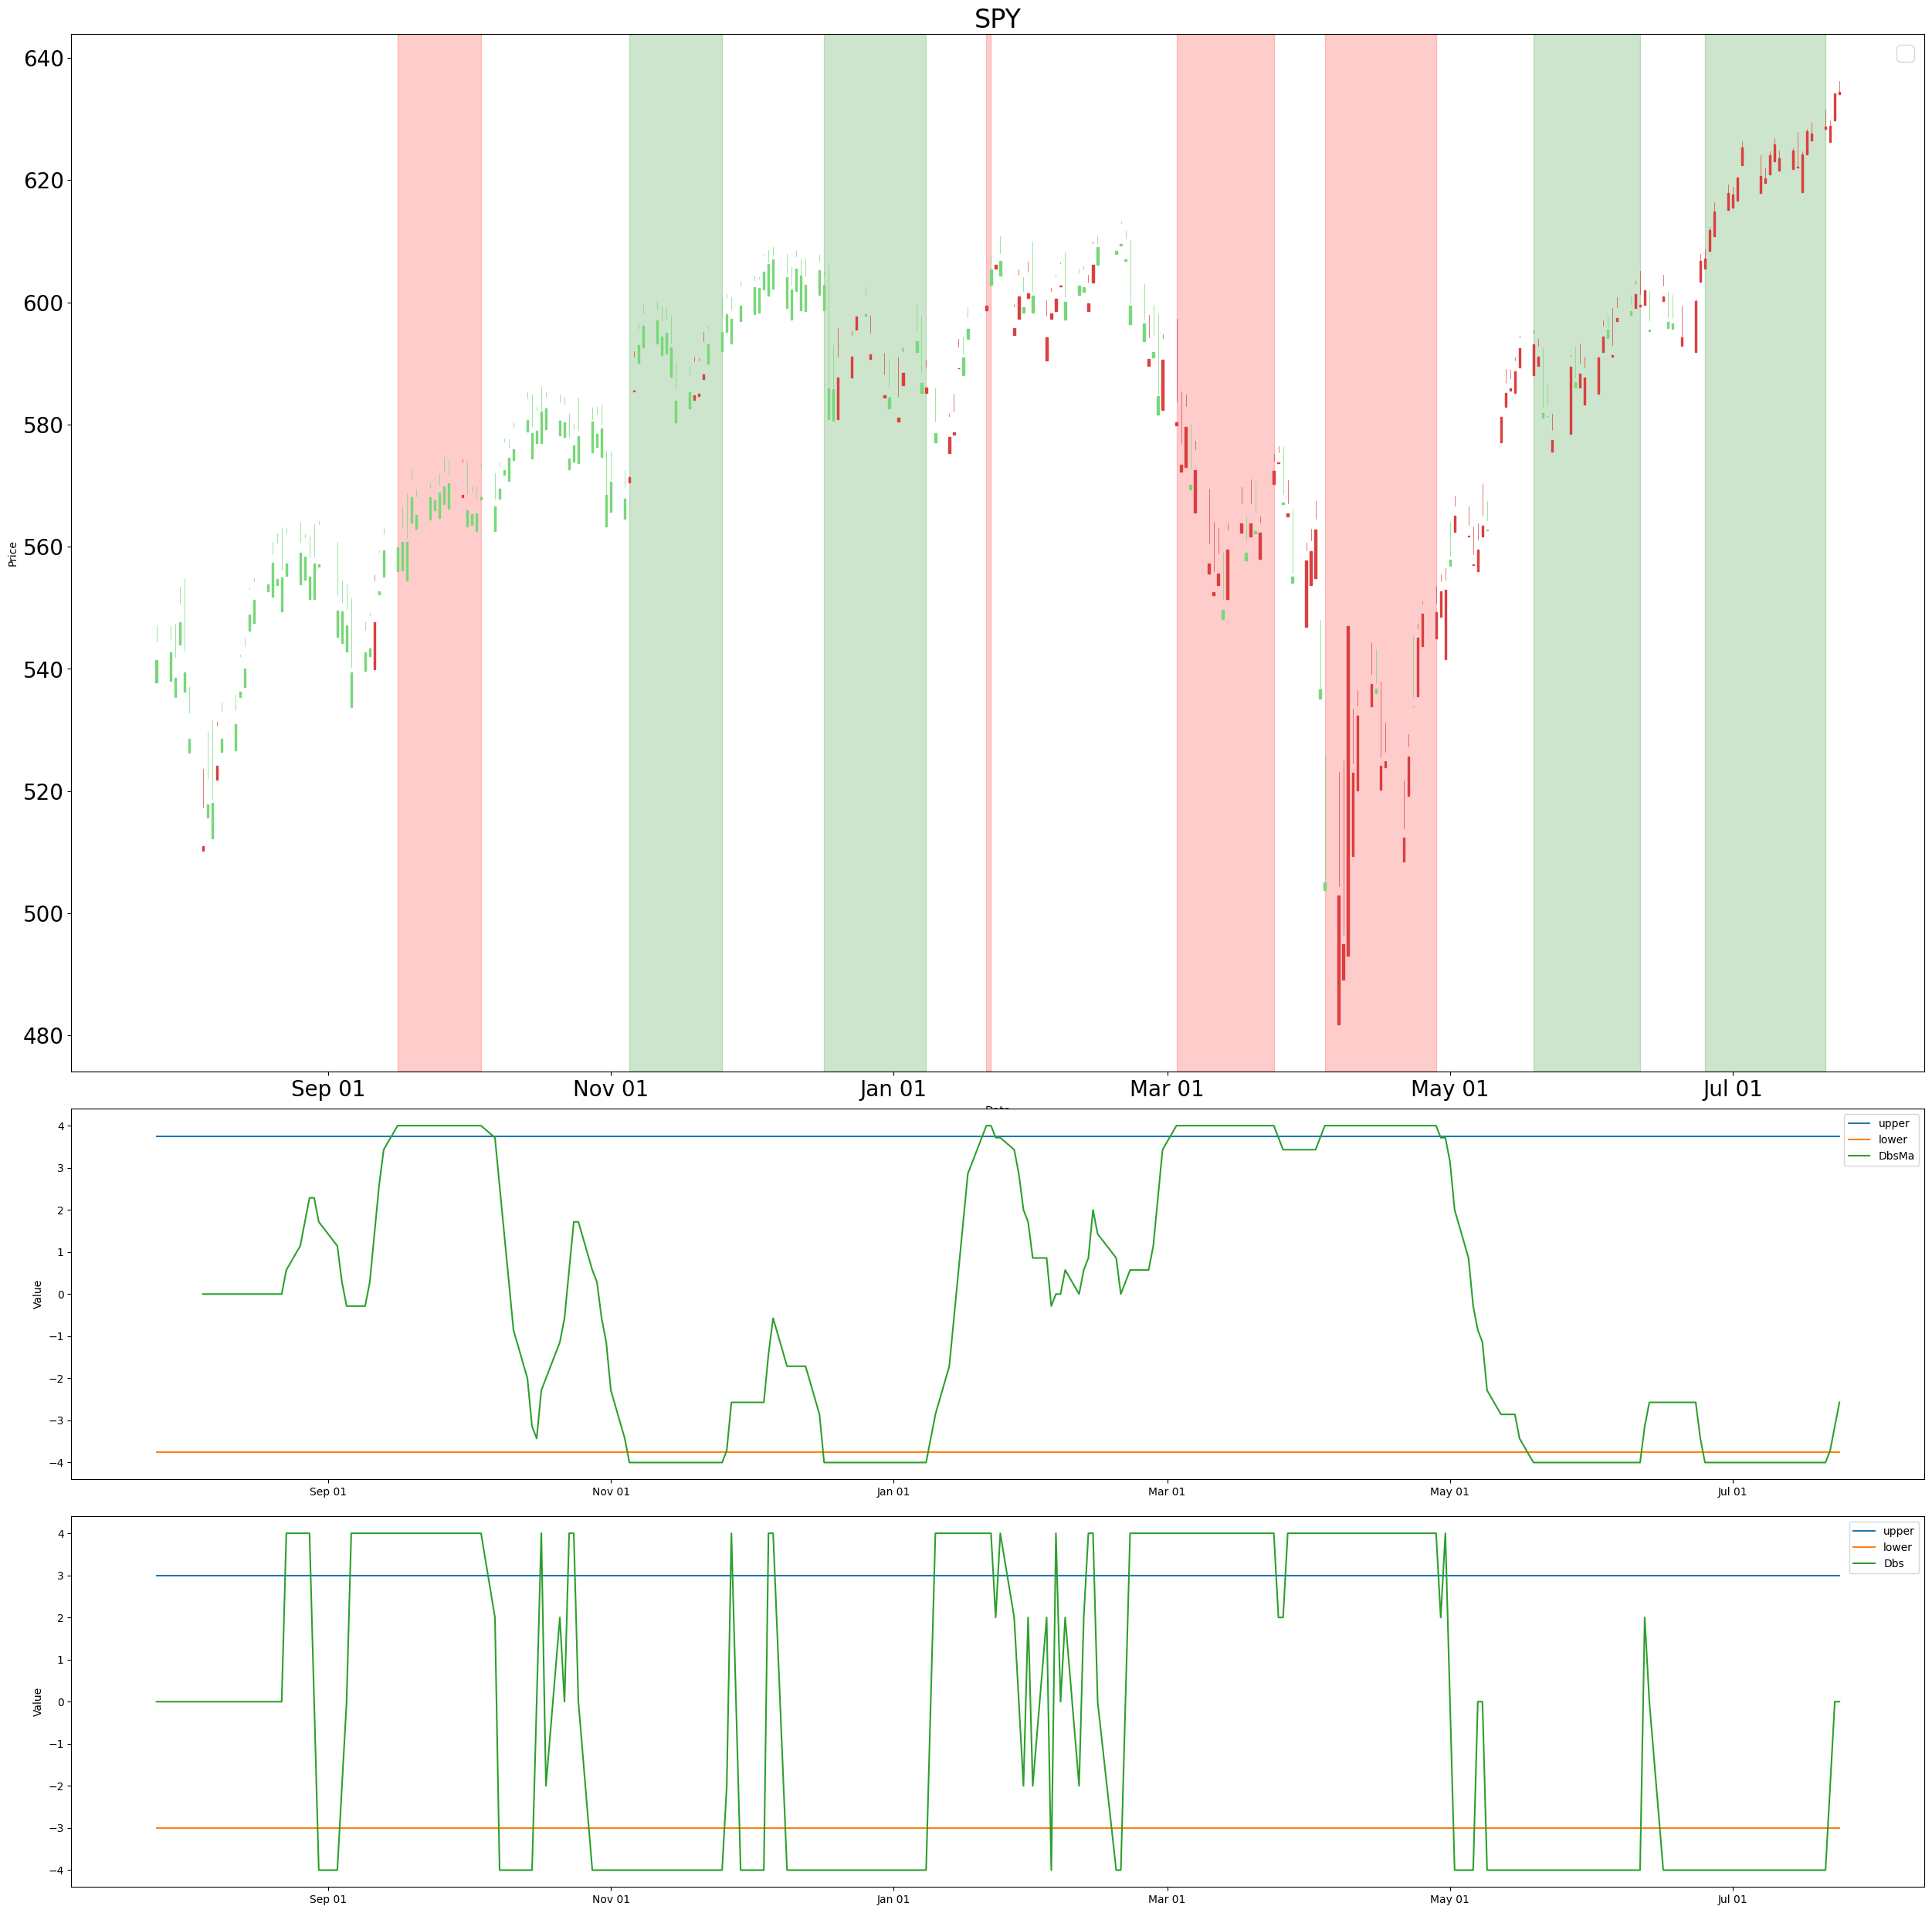 SPY
640
620
600
580
560
540
520
500
480
Price
Sep 01
Nov 01
Jan 01
Mar 01
May 01
Jul 01
4
3
2
1
0
−1
−2
−3
−4
Value
upper
lower
DbsMa
Sep 01
Nov 01
Jan 01
Mar 01
May 01
Jul 01
4
3
2
1
0
−1
−2
−3
−4
Value
upper
lower
Dbs
Sep 01
Nov 01
Jan 01
Mar 01
May 01
Jul 01